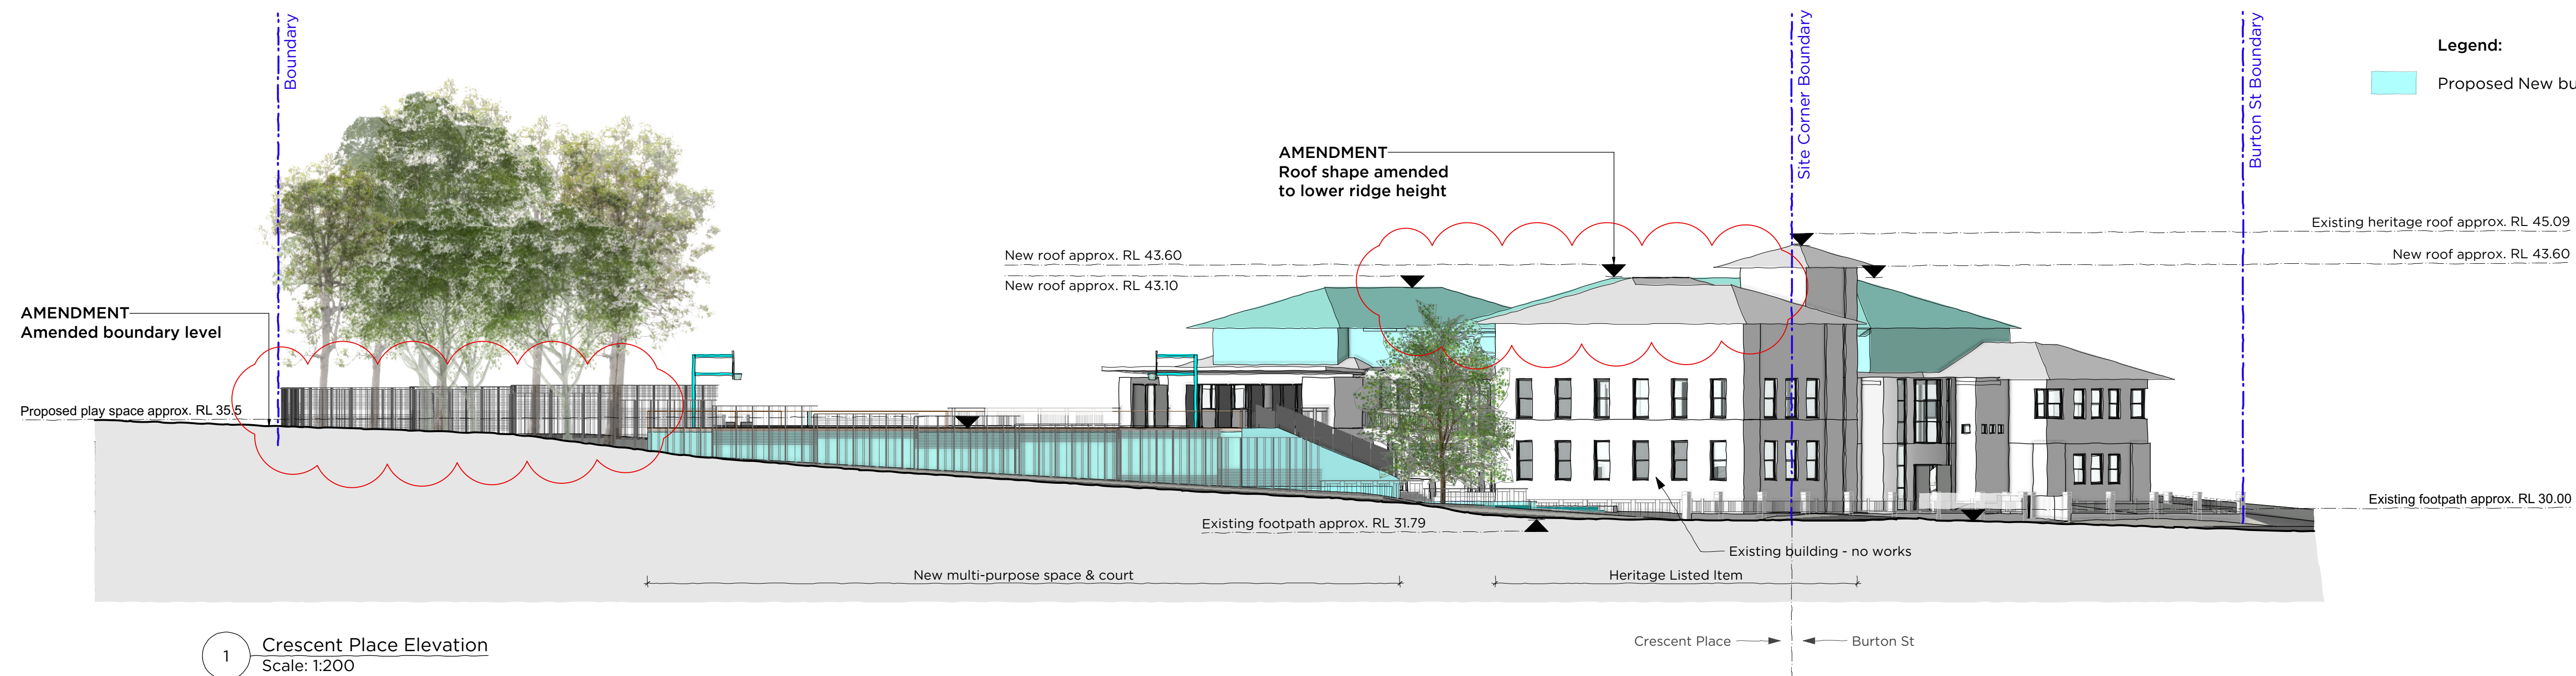 Boundary
Site Corner Boundary
Burton St Boundary
Legend:
Proposed New bu
AMENDMENT
Roof shape amended
to lower ridge height
Existing heritage roof approx. RL 45.09
New roof approx. RL 43.60
New roof approx. RL 43.60
New roof approx. RL 43.10
AMENDMENT
Amended boundary level
Proposed play space approx. RL 35.5
Existing footpath approx. RL 30.00
Existing footpath approx. RL 31.79
Existing building - no works
New multi-purpose space & court
Heritage Listed Item
Crescent Place
Burton St
1
Crescent Place Elevation
Scale: 1:200